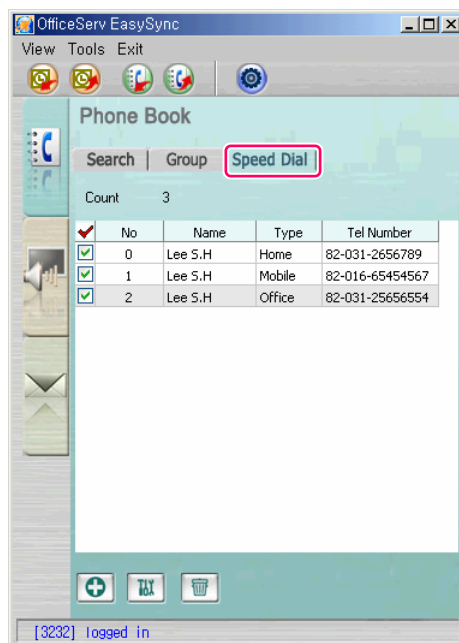 OfficeServ EasySync
View Tools Exit
Phone Book
Search | Group Speed Dial
Count 3
No Name Type Tel Number
0 Lee S.H Home 82-031-2656789
1 Lee S.H Mobile 82-016-65454567
2 Lee S.H Office 82-031-25656554
[3232] logged in